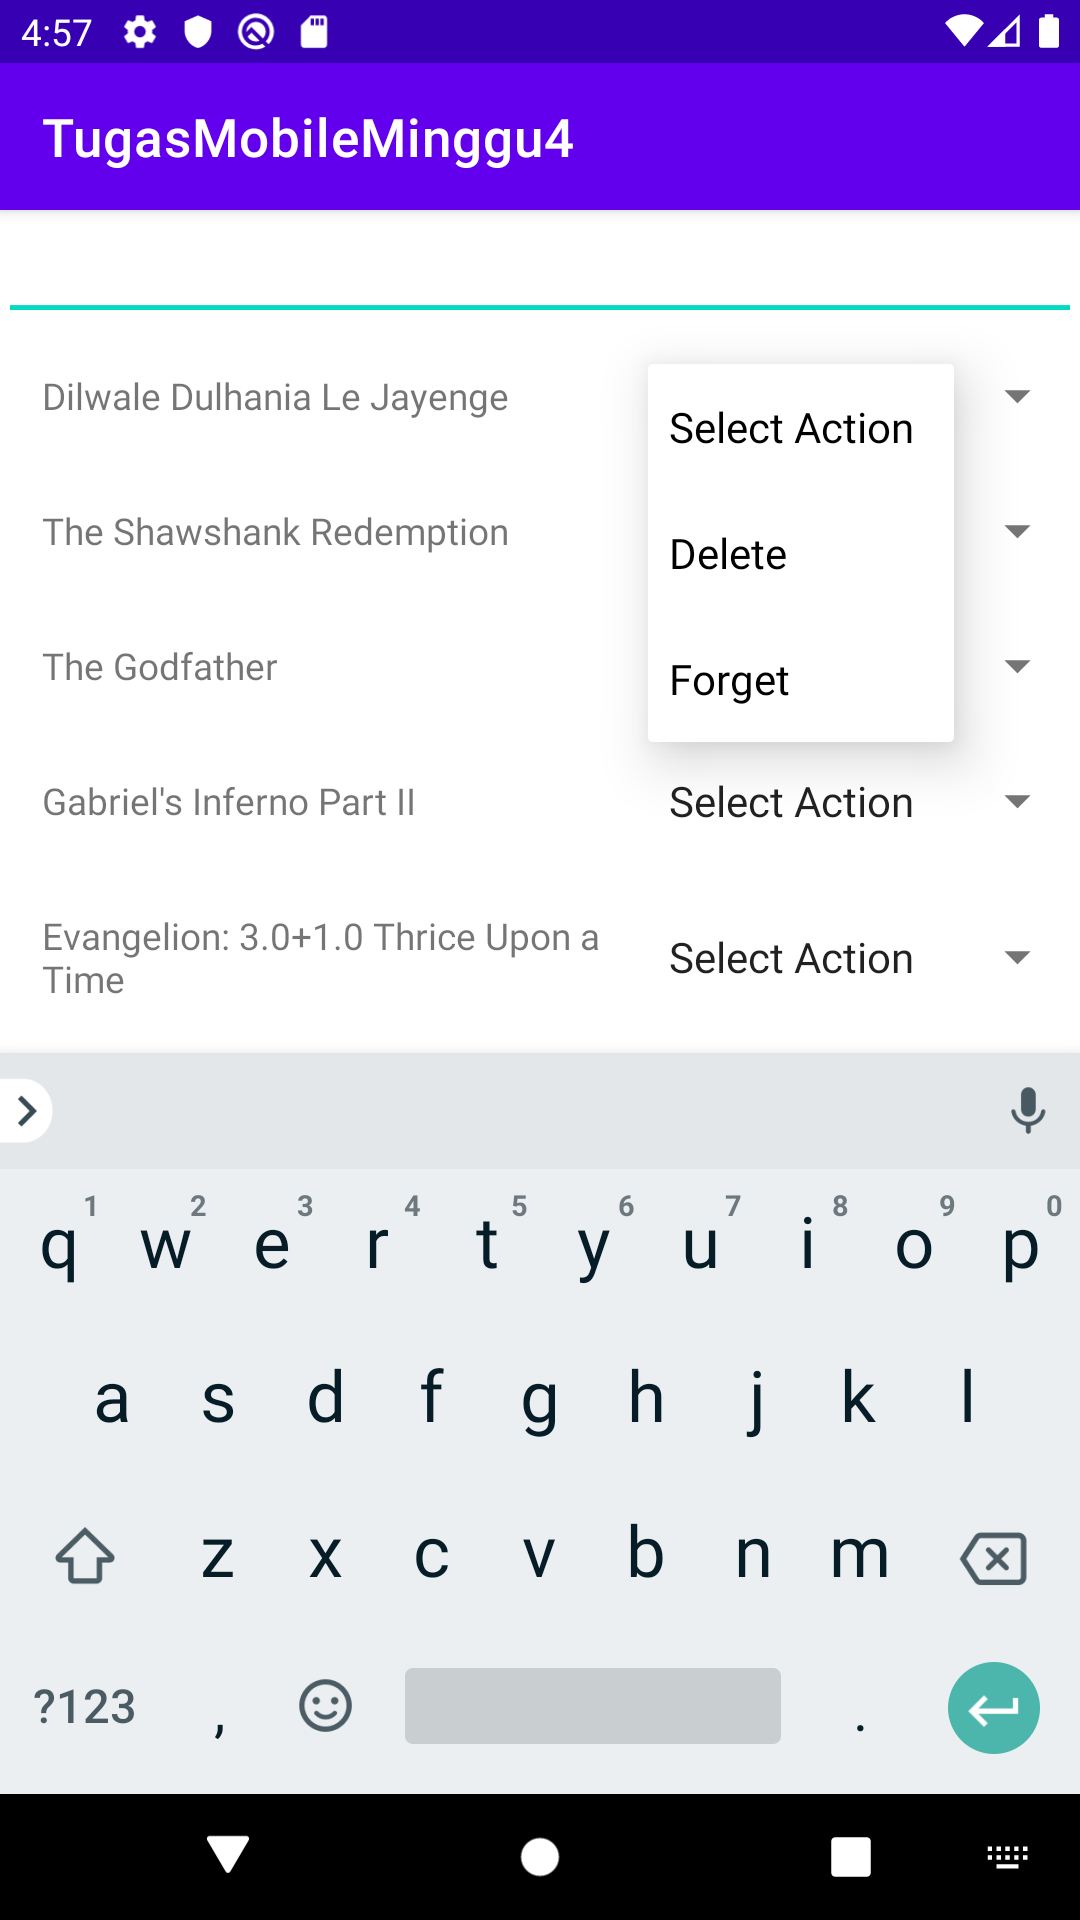 4:57
TugasMobileMinggu4
Dilwale Dulhania Le Jayenge
Select Action
The Shawshank Redemption
Delete
The Godfather
Forget
Gabriel's Inferno Part II
Select Action
Evangelion: 3.0+1.0 Thrice Upon a
Time
Select Action
1 2 3 4 5 6 7 8 9 0
q w e r t y u i o p
a s d f g h j k l
z x c v b n m
?123 , .